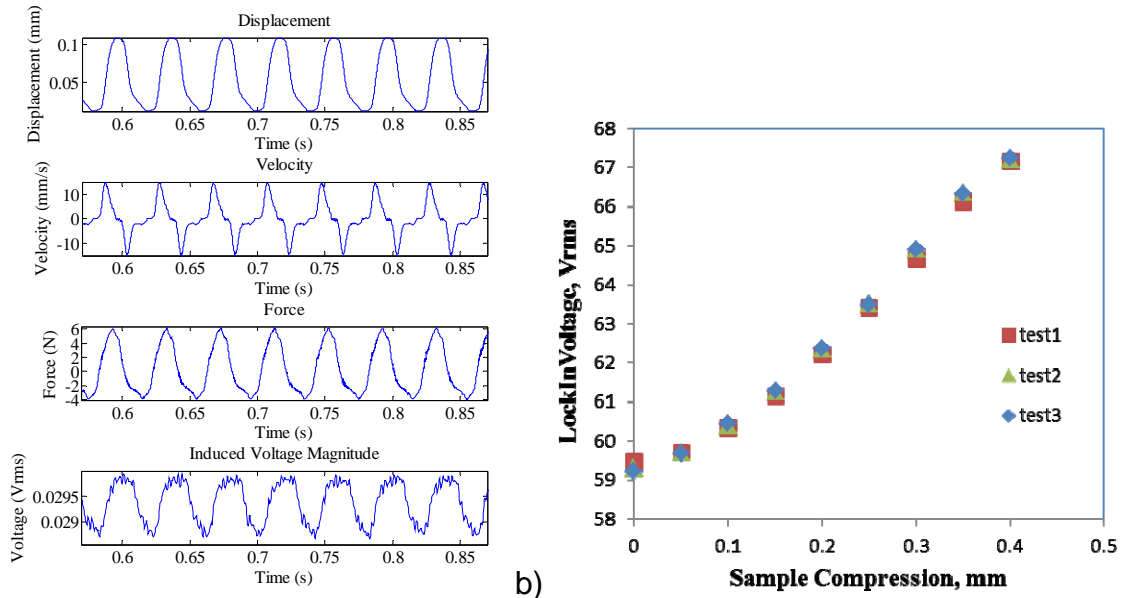 Displacement
Displacement (mm)
0.1
0.05
0.6 0.65 0.7 0.75 0.8 0.85
Time (s)
Velocity
Velocity (mm/s)
10
0
-10
0.6 0.65 0.7 0.75 0.8 0.85
Time (s)
Force
Force (N)
6
4
2
0
-2
-4
0.6 0.65 0.7 0.75 0.8 0.85
Time (s)
Induced Voltage Magnitude
Voltage (Vrms)
0.0295
0.029
0.6 0.65 0.7 0.75 0.8 0.85
Time (s)
b)
LockInVoltage, Vrms
68
67
66
65
64
63
62
61
60
59
58
test1
test2
test3
0 0.1 0.2 0.3 0.4 0.5
Sample Compression, mm